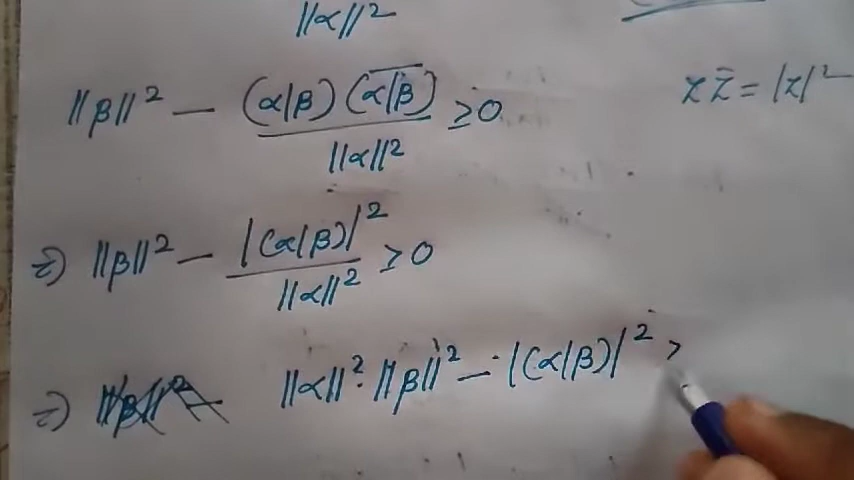 ||α||²
||β||² — (α|β) (α|β)‾ / ||α||² ≥ 0
z z̄ = |z|²
⇒) ||β||² — |(α|β)|² / ||α||² ≥ 0
⇒) ||α||² · ||β||² — |(α|β)|² >